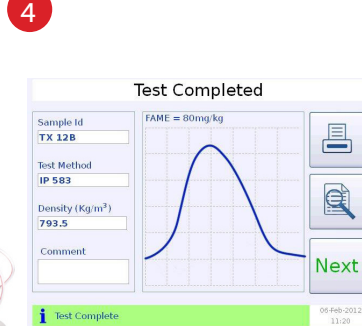 4
Test Completed
Sample Id
TX 12B
Test Method
IP 583
Density (Kg/m³)
793.5
Comment
FAME = 80mg/kg
Next
Test Complete
06-Feb-2012
11:20